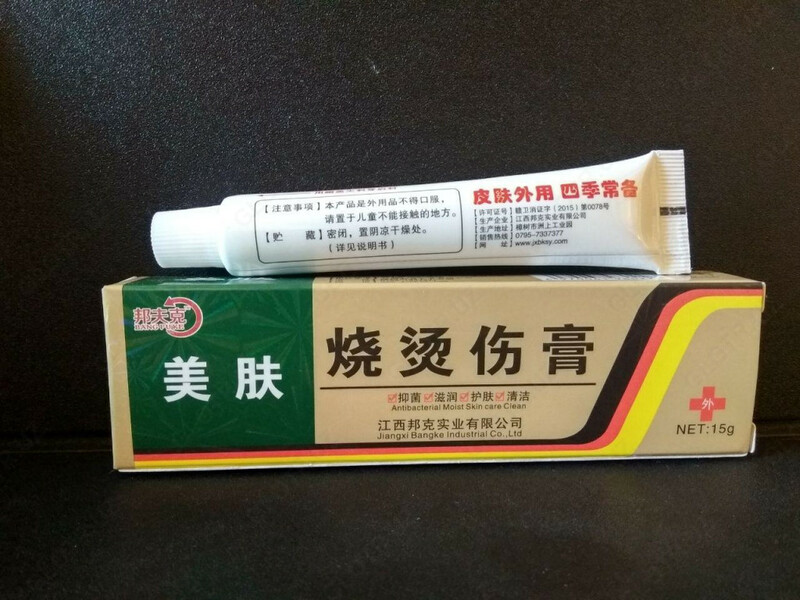 皮肤外用 四季常备
【注意事项】本产品是外用品不得口服，
请置于儿童不能接触的地方。
【贮 藏】密闭，置阴凉干燥处。
（详见说明书）
【许可证号】赣卫消证字（2015）第0078号
【生产企业】江西邦克实业有限公司
【生产地址】樟树市洲上工业园
【销售热线】0795-7337377
【网 址】www.jxbksy.com
邦夫克
BANGFUKE
美肤
烧烫伤膏
抑菌 滋润 护肤 清洁
Antibacterial Moist Skin care Clean
江西邦克实业有限公司
Jiangxi Bangke Industrial Co.,Ltd
外
NET:15g